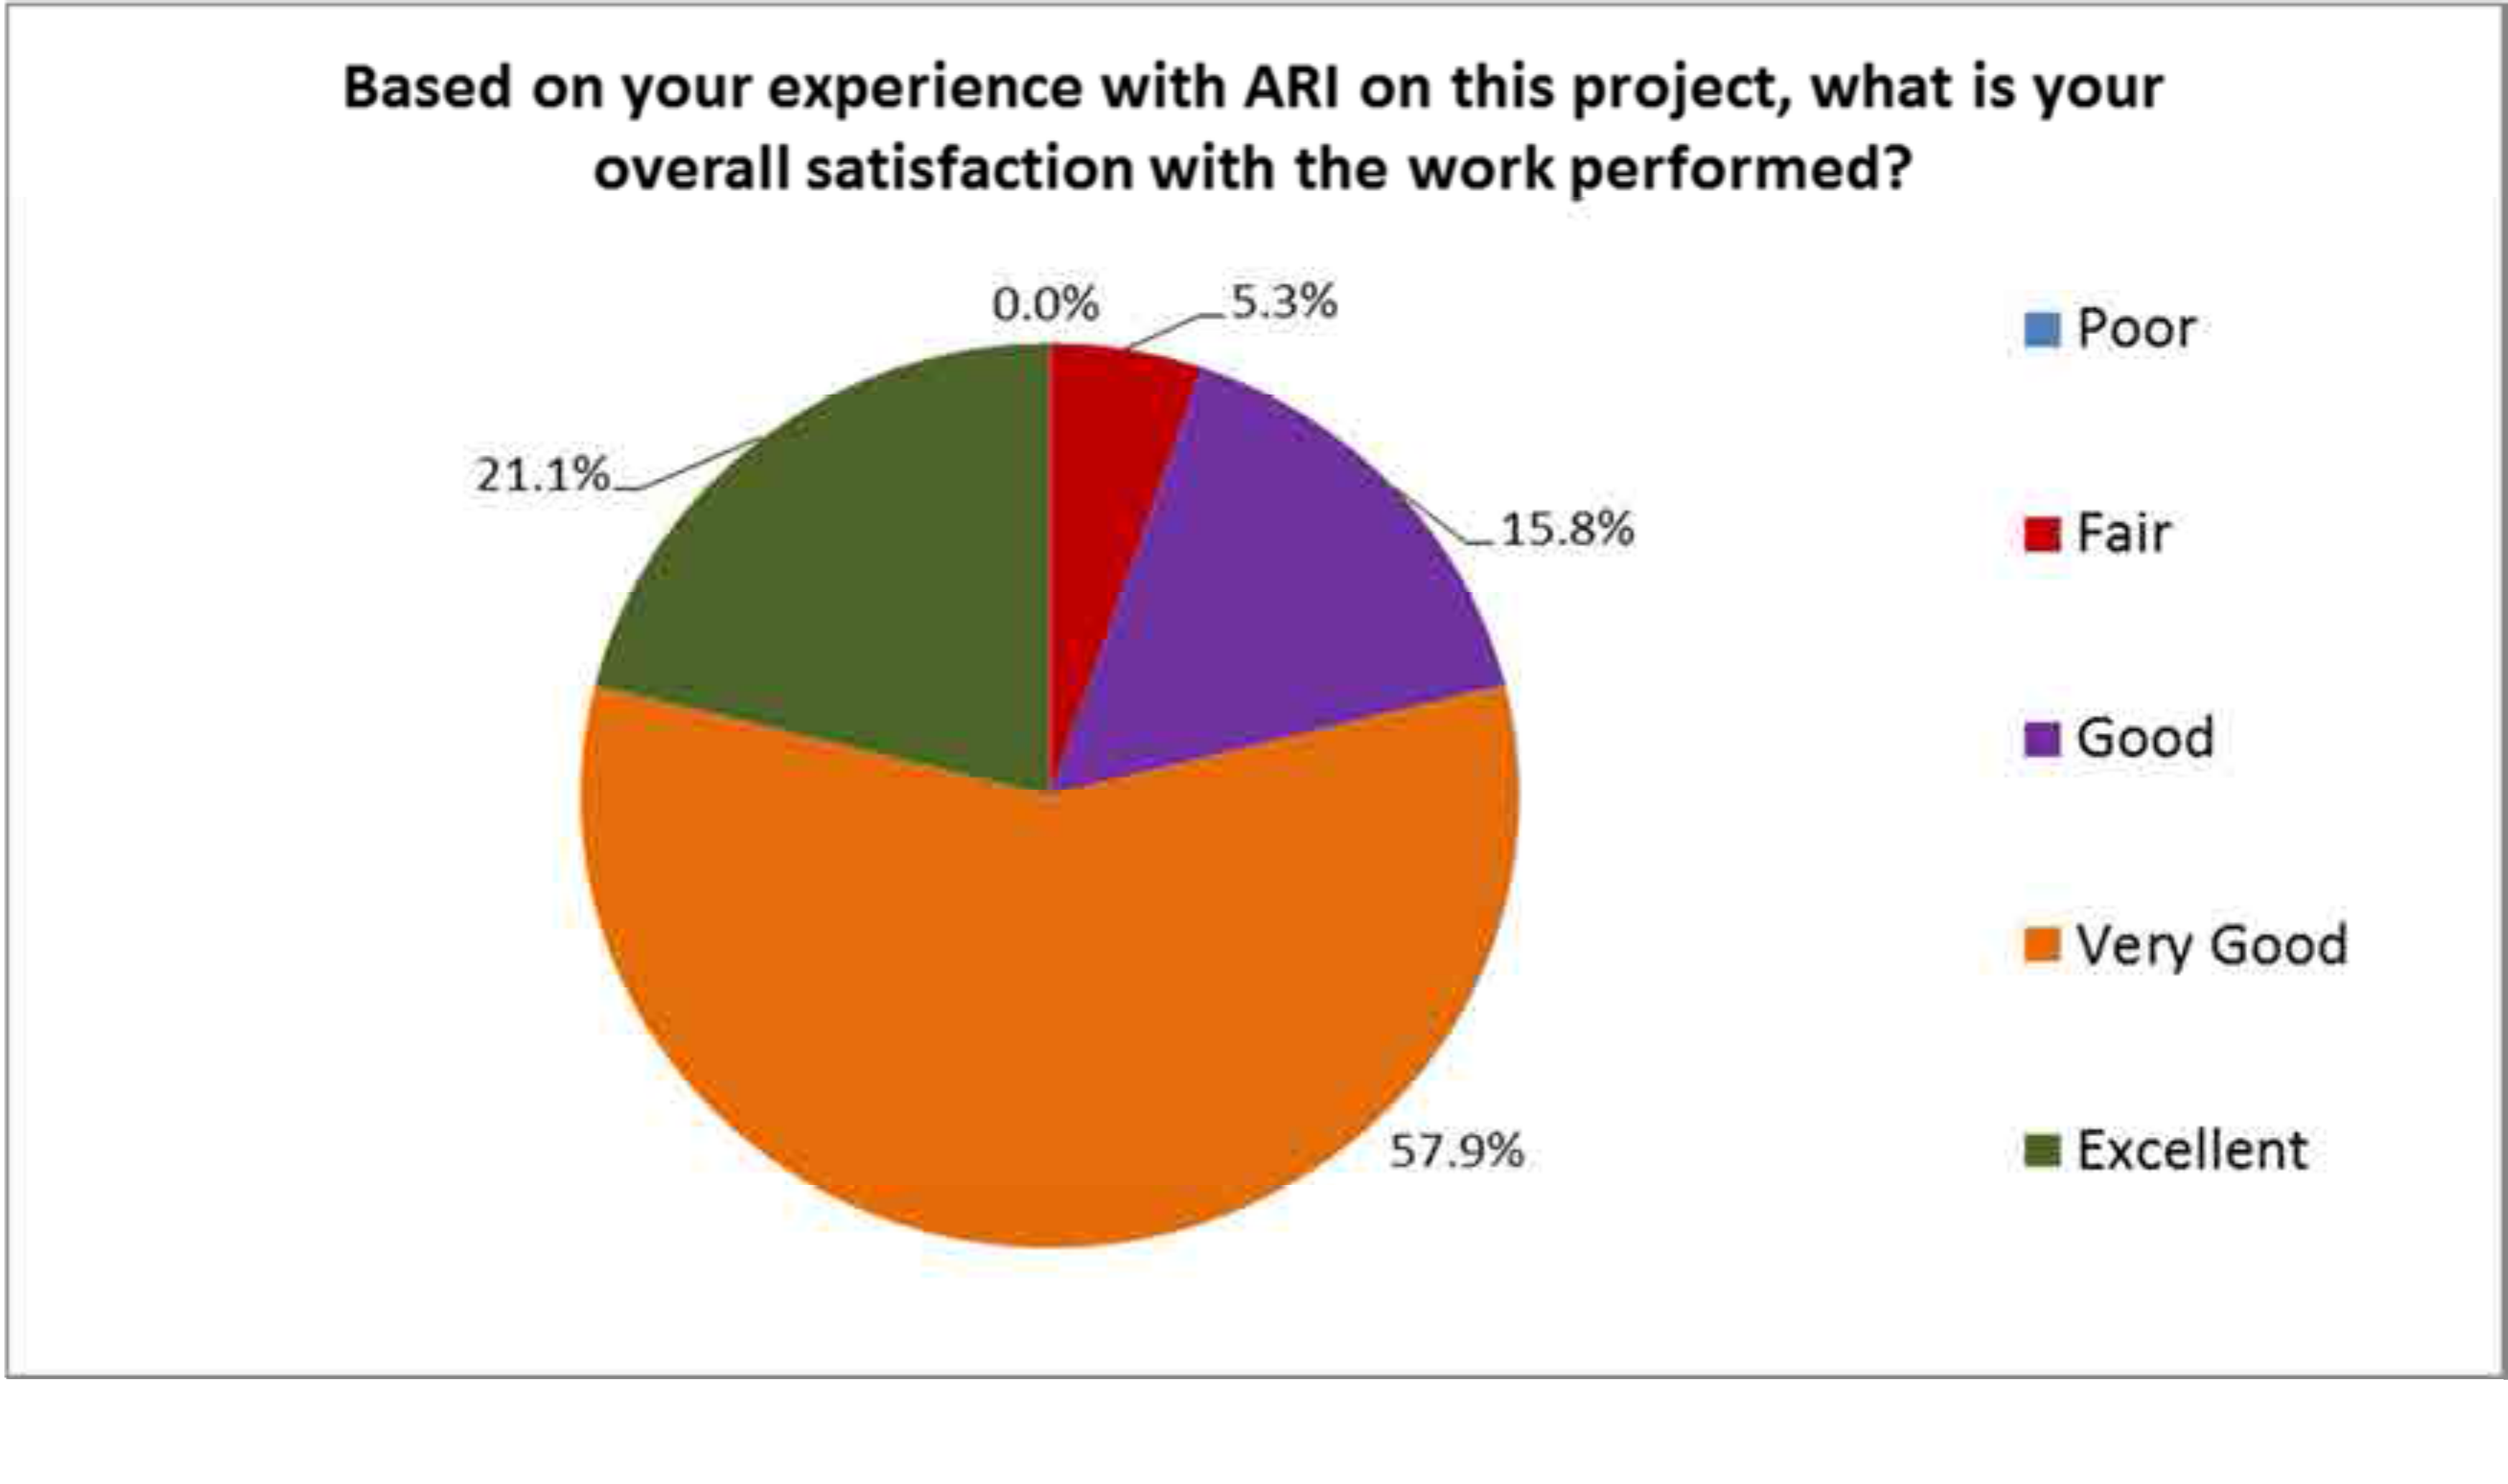 Based on your experience with ARI on this project, what is your
overall satisfaction with the work performed?
0.0%
5.3%
21.1%
15.8%
57.9%
Poor
Fair
Good
Very Good
Excellent